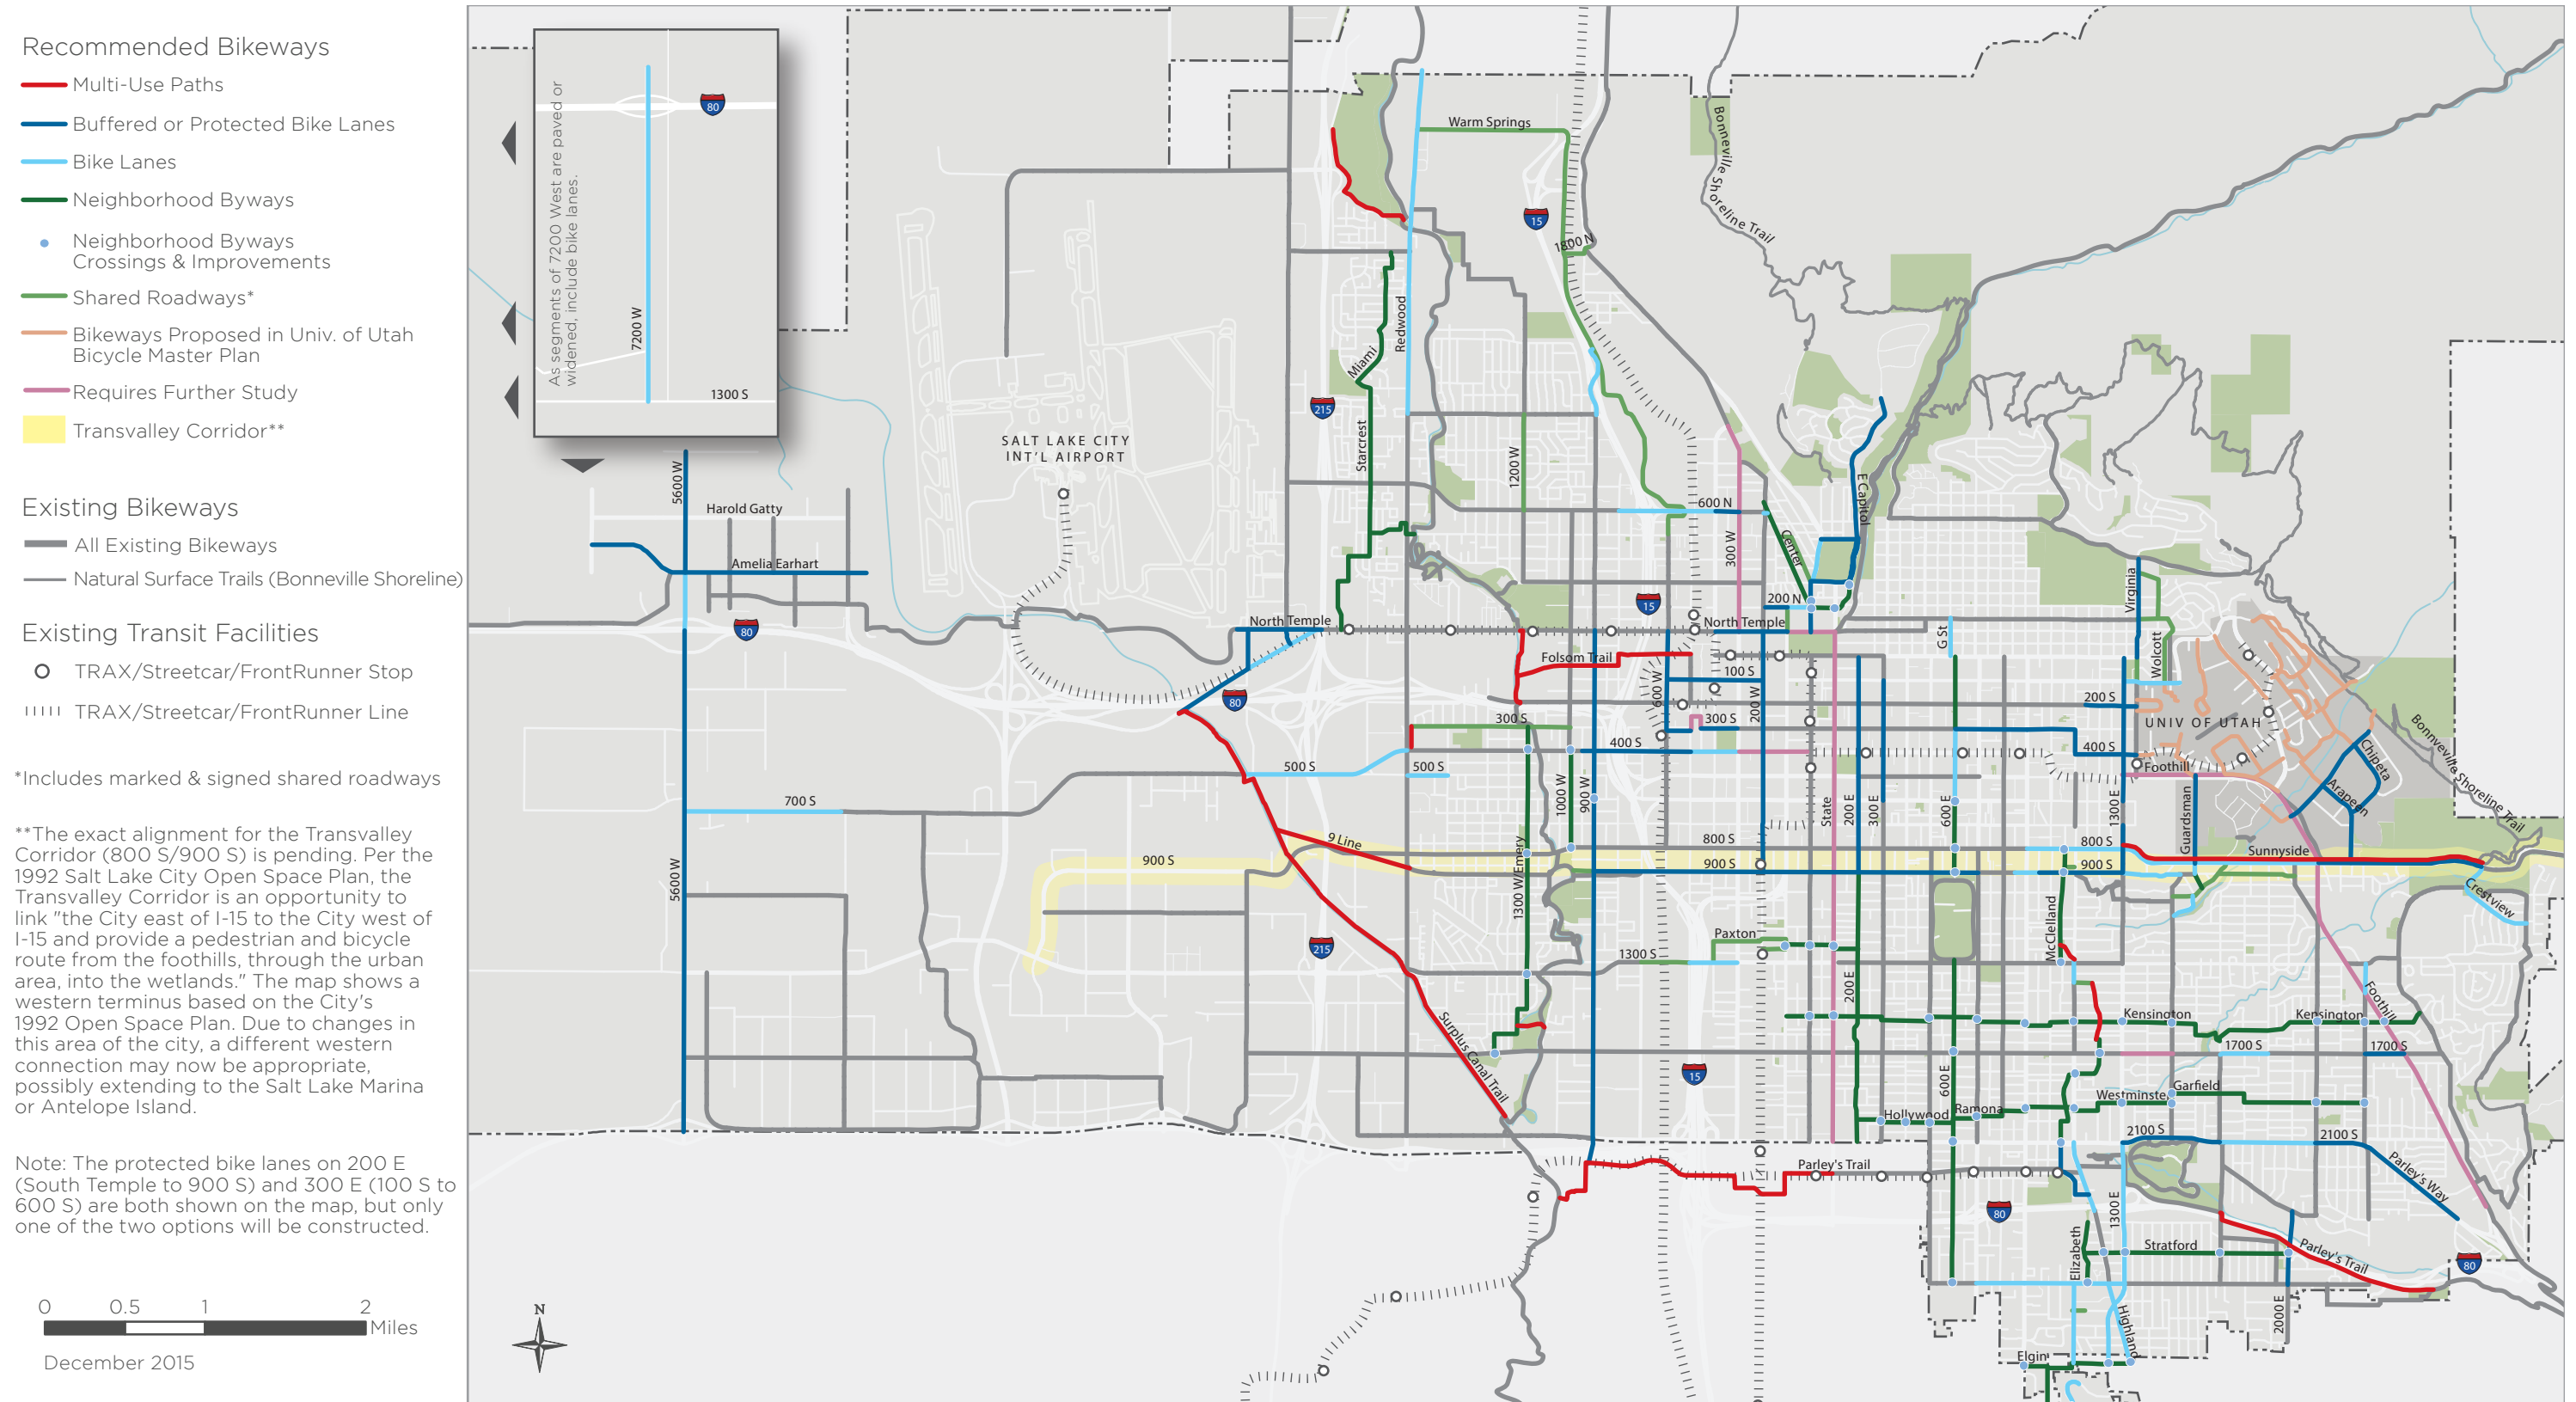 Recommended Bikeways
Multi-Use Paths
Buffered or Protected Bike Lanes
Bike Lanes
Neighborhood Byways
Neighborhood Byways
Crossings & Improvements
Shared Roadways*
Bikeways Proposed in Univ. of Utah
Bicycle Master Plan
Requires Further Study
Transvalley Corridor**
Existing Bikeways
All Existing Bikeways
Natural Surface Trails (Bonneville Shoreline)
Existing Transit Facilities
TRAX/Streetcar/FrontRunner Stop
TRAX/Streetcar/FrontRunner Line
*Includes marked & signed shared roadways
**The exact alignment for the Transvalley
Corridor (800 S/900 S) is pending. Per the
1992 Salt Lake City Open Space Plan, the
Transvalley Corridor is an opportunity to
link "the City east of I-15 to the City west of
I-15 and provide a pedestrian and bicycle
route from the foothills, through the urban
area, into the wetlands." The map shows a
western terminus based on the City's
1992 Open Space Plan. Due to changes in
this area of the city, a different western
connection may now be appropriate,
possibly extending to the Salt Lake Marina
or Antelope Island.
Note: The protected bike lanes on 200 E
(South Temple to 900 S) and 300 E (100 S to
600 S) are both shown on the map, but only
one of the two options will be constructed.
0 0.5 1 2
Miles
December 2015
N
As segments of 7200 West are paved or
widened, include bike lanes.
80
7200 W
1300 S
Warm Springs
Bonneville Shoreline Trail
15
1800 N
Redwood
Miami
215
Starcrest
SALT LAKE CITY
INT'L AIRPORT
1200 W
5600 W
Harold Gatty
Amelia Earhart
80
600 N
300 W
Center
E Capitol
200 N
15
North Temple
North Temple
Virginia
Wolcott
G St
Folsom Trail
100 S
600 W
200 W
80
200 S
300 S
300 S
UNIV OF UTAH
400 S
400 S
500 S
500 S
Foothill
Chipeta
Arapeen
Bonnveville Shoreline Trail
700 S
1000 W
900 W
State
200 E
300 E
600 E
1300 E
Guardsman
9 Line
800 S
800 S
Sunnyside
900 S
900 S
900 S
5600 W
1300 W/Emery
McClelland
Crestview
215
Paxton
1300 S
200 E
Foothill
Surplus Canal Trail
Kensington
Kensington
15
1700 S
1700 S
600 E
Garfield
Westminster
Hollywood
Ramona
2100 S
2100 S
Parley's Trail
Parley's Way
80
1300 E
Elizabeth
Stratford
Parley's Trail
80
2000 E
Highland
Elgin